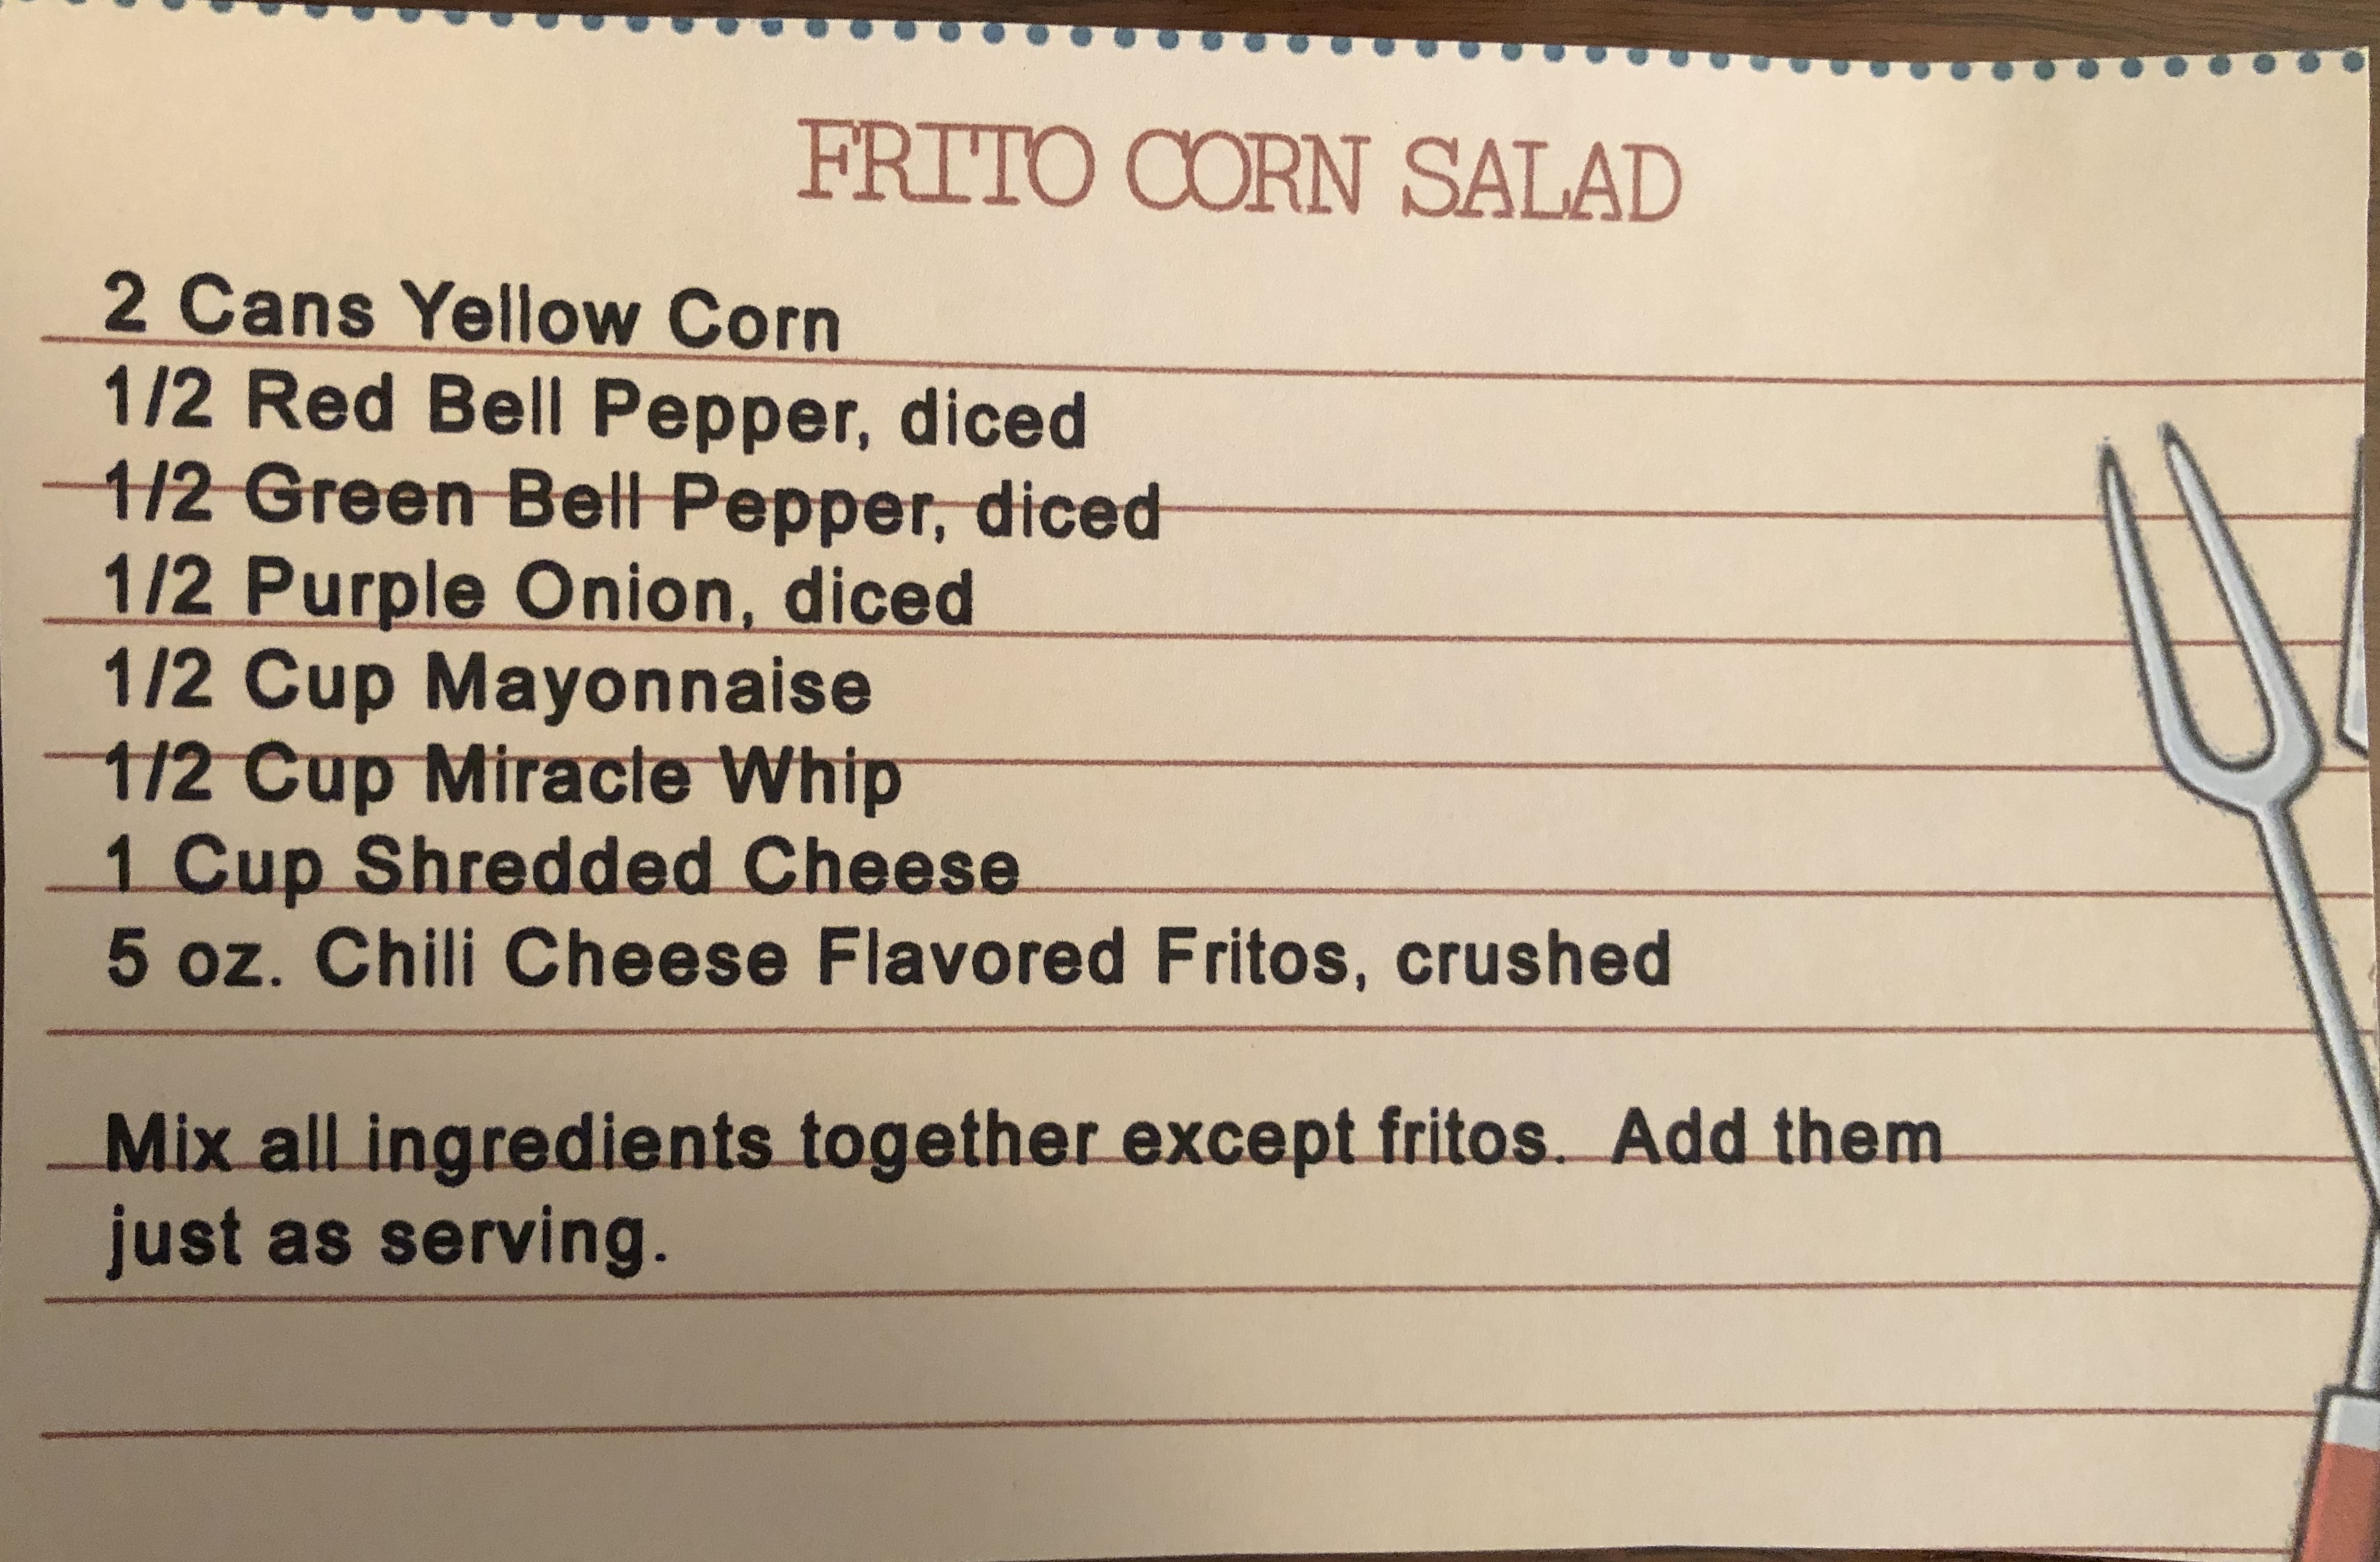 FRITO CORN SALAD
2 Cans Yellow Corn
1/2 Red Bell Pepper, diced
1/2 Green Bell Pepper, diced
1/2 Purple Onion, diced
1/2 Cup Mayonnaise
1/2 Cup Miracle Whip
1 Cup Shredded Cheese
5 oz. Chili Cheese Flavored Fritos, crushed
Mix all ingredients together except fritos.  Add them
just as serving.